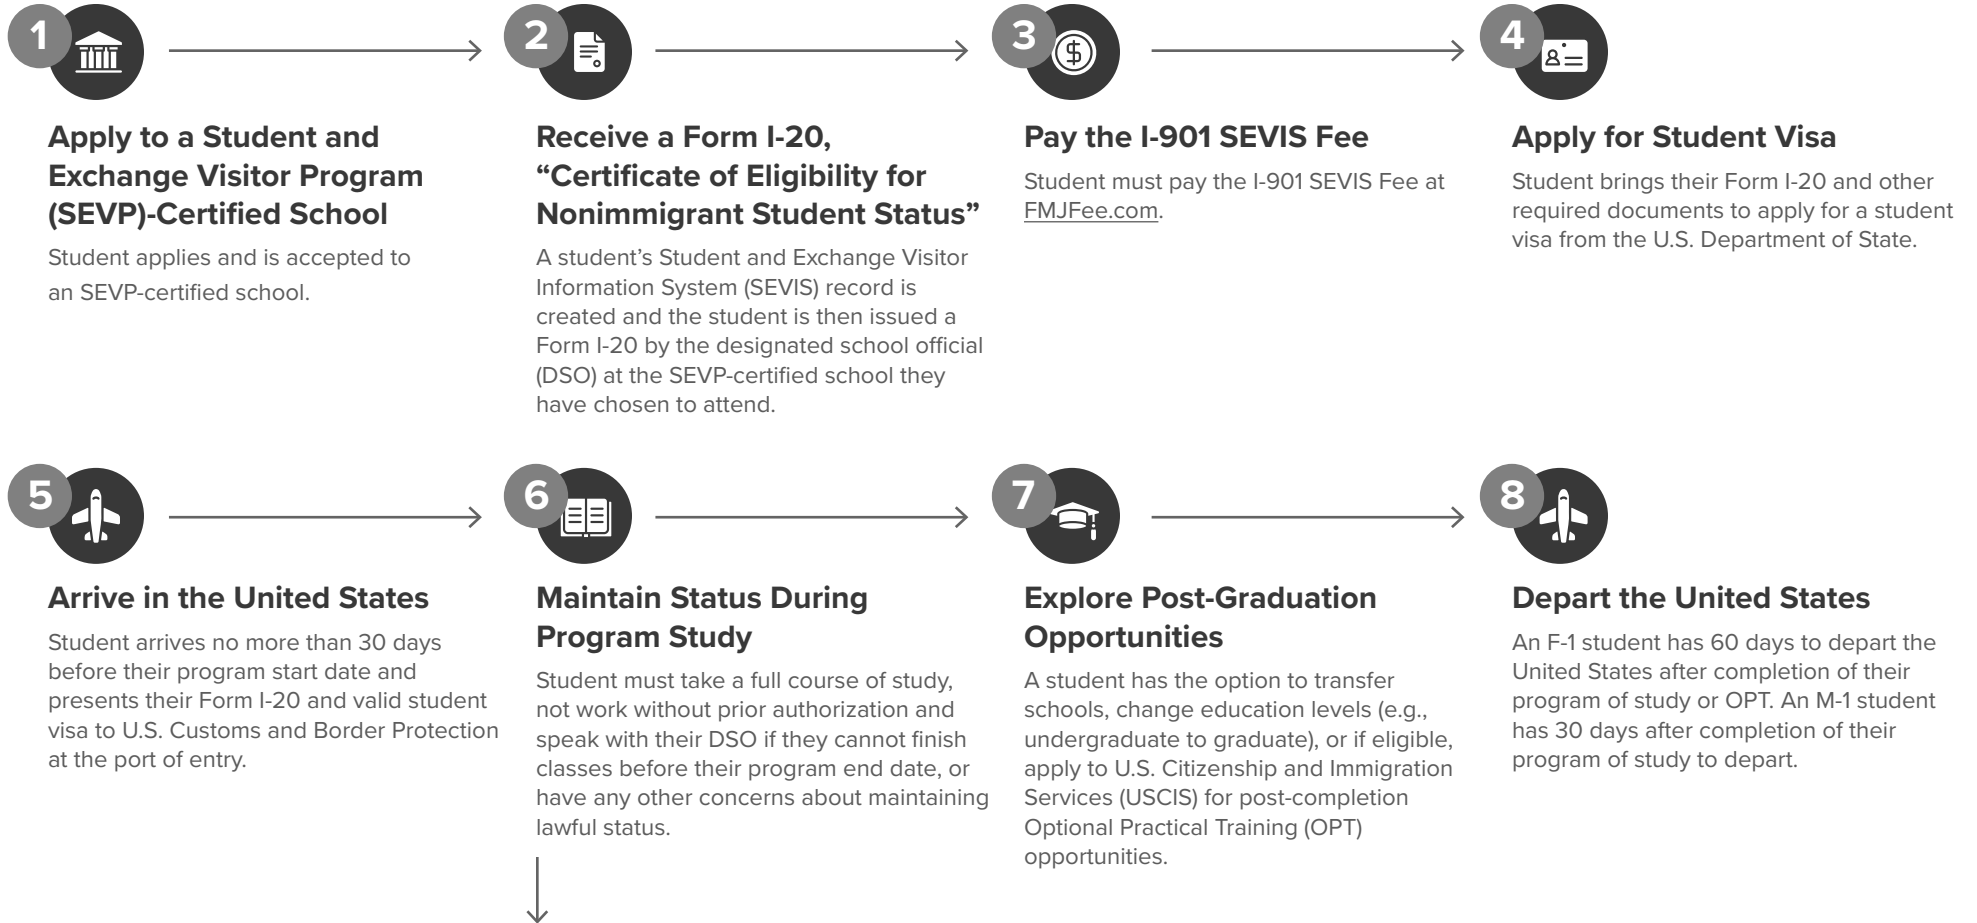 1
Apply to a Student and
Exchange Visitor Program
(SEVP)-Certified School
Student applies and is accepted to
an SEVP-certified school.
2
Receive a Form I-20,
“Certificate of Eligibility for
Nonimmigrant Student Status”
A student’s Student and Exchange Visitor
Information System (SEVIS) record is
created and the student is then issued a
Form I-20 by the designated school official
(DSO) at the SEVP-certified school they
have chosen to attend.
3
$
Pay the I-901 SEVIS Fee
Student must pay the I-901 SEVIS Fee at
FMJFee.com.
4
Apply for Student Visa
Student brings their Form I-20 and other
required documents to apply for a student
visa from the U.S. Department of State.
5
Arrive in the United States
Student arrives no more than 30 days
before their program start date and
presents their Form I-20 and valid student
visa to U.S. Customs and Border Protection
at the port of entry.
6
Maintain Status During
Program Study
Student must take a full course of study,
not work without prior authorization and
speak with their DSO if they cannot finish
classes before their program end date, or
have any other concerns about maintaining
lawful status.
7
Explore Post-Graduation
Opportunities
A student has the option to transfer
schools, change education levels (e.g.,
undergraduate to graduate), or if eligible,
apply to U.S. Citizenship and Immigration
Services (USCIS) for post-completion
Optional Practical Training (OPT)
opportunities.
8
Depart the United States
An F-1 student has 60 days to depart the
United States after completion of their
program of study or OPT. An M-1 student
has 30 days after completion of their
program of study to depart.